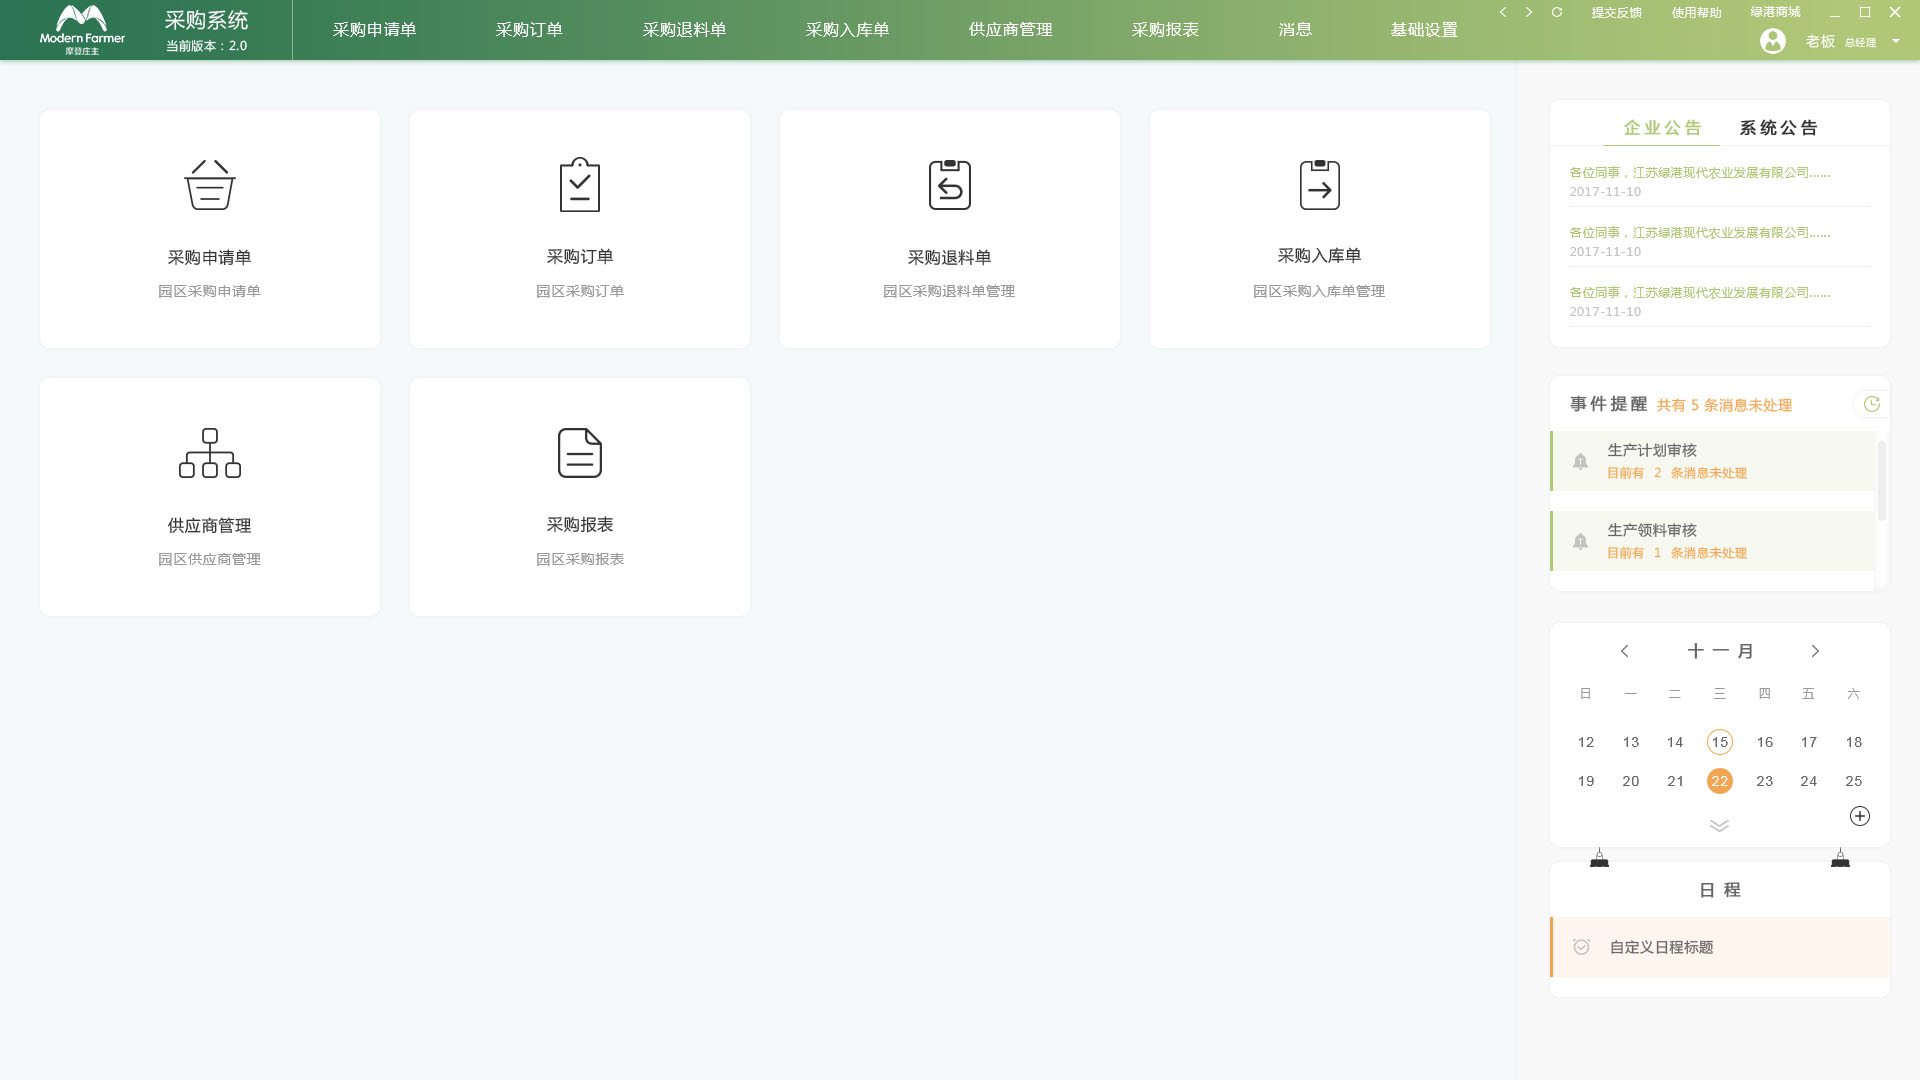 Modern Farmer
摩登庄主
采购系统
当前版本：2.0
采购申请单
采购订单
采购退料单
采购入库单
供应商管理
采购报表
消息
基础设置
提交反馈
使用帮助
绿港商城
老板 总经理
采购申请单
园区采购申请单
采购订单
园区采购订单
采购退料单
园区采购退料单管理
采购入库单
园区采购入库单管理
供应商管理
园区供应商管理
采购报表
园区采购报表
企业公告 系统公告
各位同事，江苏绿港现代农业发展有限公司......
2017-11-10
各位同事，江苏绿港现代农业发展有限公司......
2017-11-10
各位同事，江苏绿港现代农业发展有限公司......
2017-11-10
事件提醒 共有 5 条消息未处理
生产计划审核
目前有 2 条消息未处理
生产领料审核
目前有 1 条消息未处理
十一月
日 一 二 三 四 五 六
12 13 14 15 16 17 18
19 20 21 22 23 24 25
日程
自定义日程标题